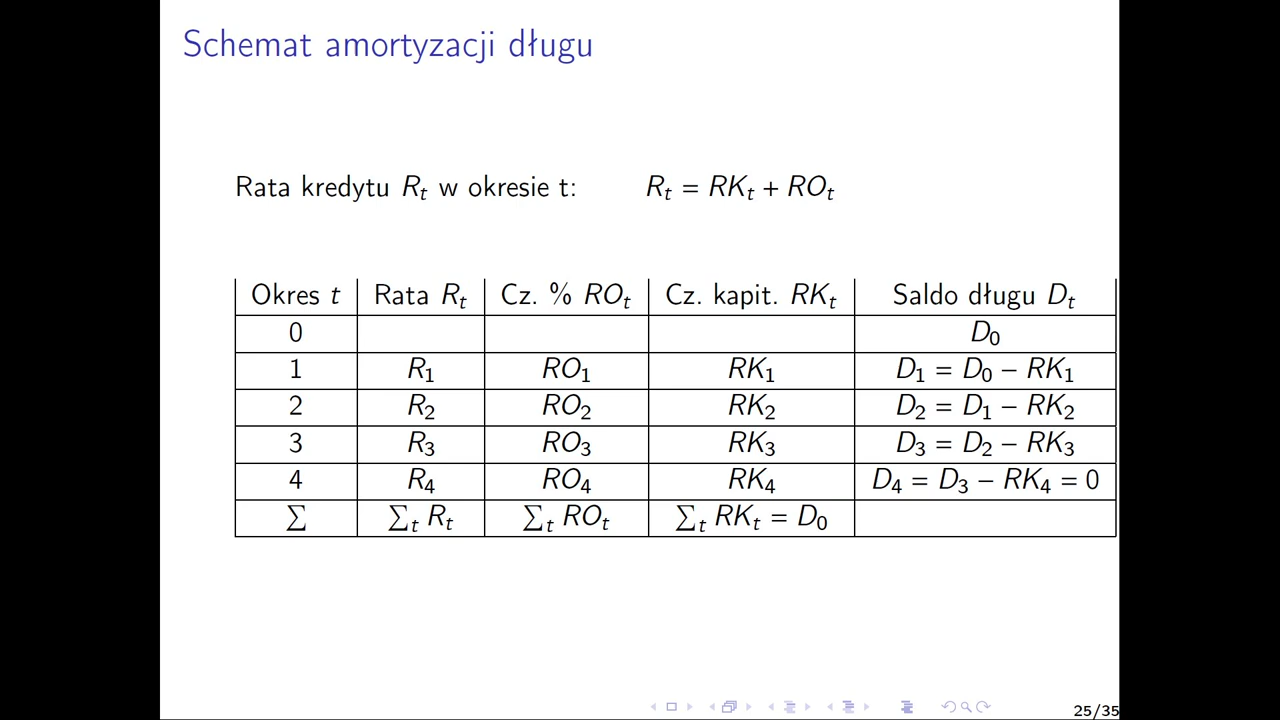 Schemat amortyzacji długu
Rata kredytu R_t w okresie t: R_t = RK_t + RO_t
Okres t Rata R_t Cz. % RO_t Cz. kapit. RK_t Saldo długu D_t
0 D_0
1 R_1 RO_1 RK_1 D_1 = D_0 − RK_1
2 R_2 RO_2 RK_2 D_2 = D_1 − RK_2
3 R_3 RO_3 RK_3 D_3 = D_2 − RK_3
4 R_4 RO_4 RK_4 D_4 = D_3 − RK_4 = 0
∑ ∑_t R_t ∑_t RO_t ∑_t RK_t = D_0
25/35